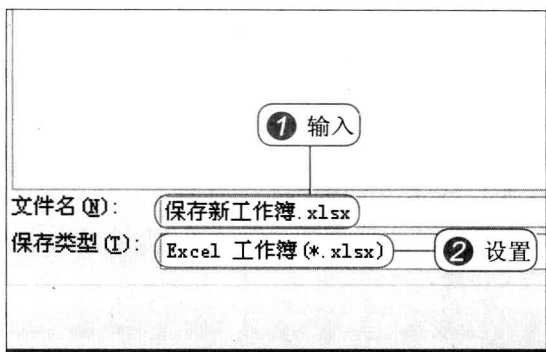 ❶ 输入
文件名(N): 保存新工作簿.xlsx
保存类型(T): Excel 工作簿(*.xlsx) ❷ 设置